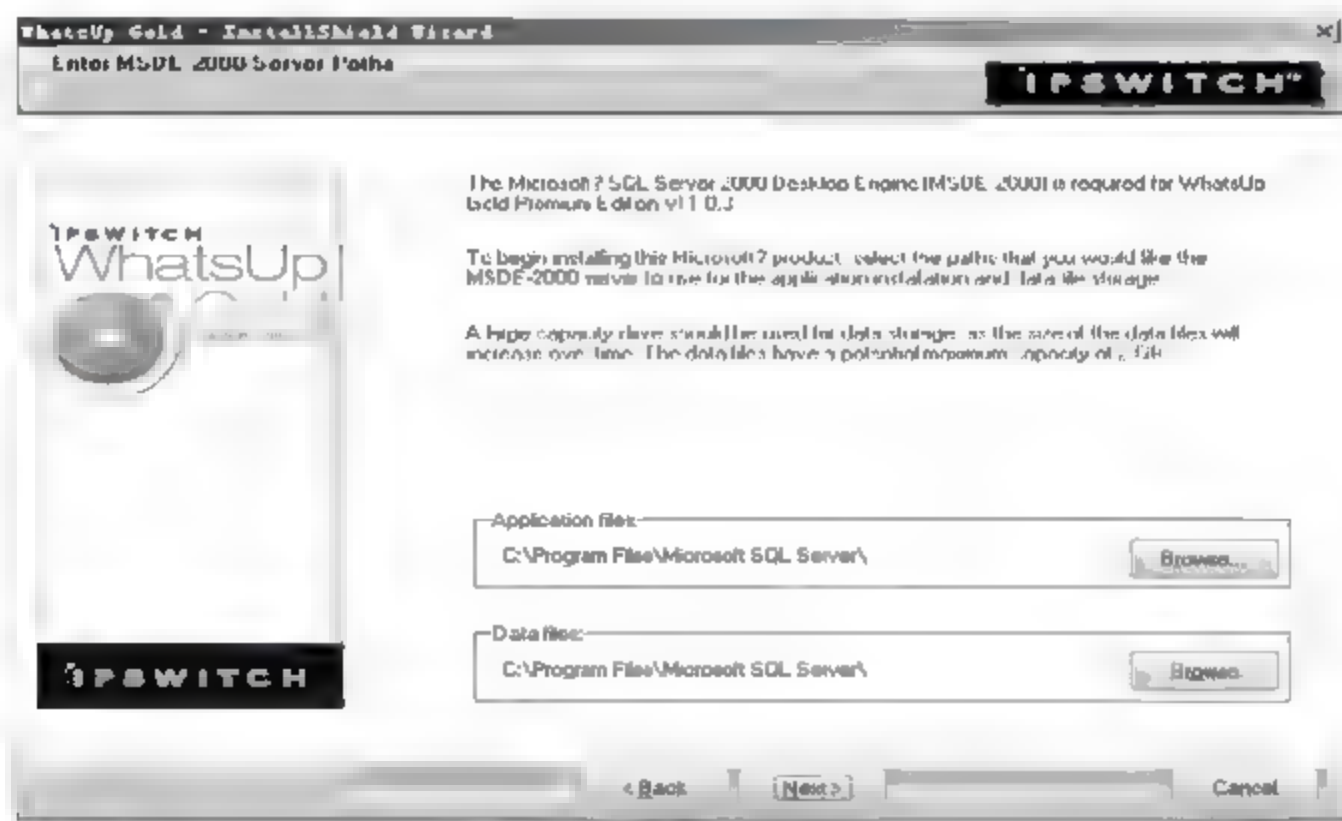 WhatsUp Gold - InstallShield Wizard
Enter MSDE 2000 Server Paths
IPSWITCH™
IPSWITCH
WhatsUp
The Microsoft? SQL Server 2000 Desktop Engine (MSDE 2000) is required for WhatsUp
Gold Premium Edition v11.0.3
To begin installing this Microsoft? product, select the paths that you would like the
MSDE-2000 server to use for the application installation and data file storage
A large capacity drive should be used for data storage, as the size of the data files will
increase over time. The data files have a potential maximum capacity of GB
Application files:
C:\Program Files\Microsoft SQL Server\
Browse...
Data files:
C:\Program Files\Microsoft SQL Server\
Browse...
IPSWITCH
< Back
Next >
Cancel